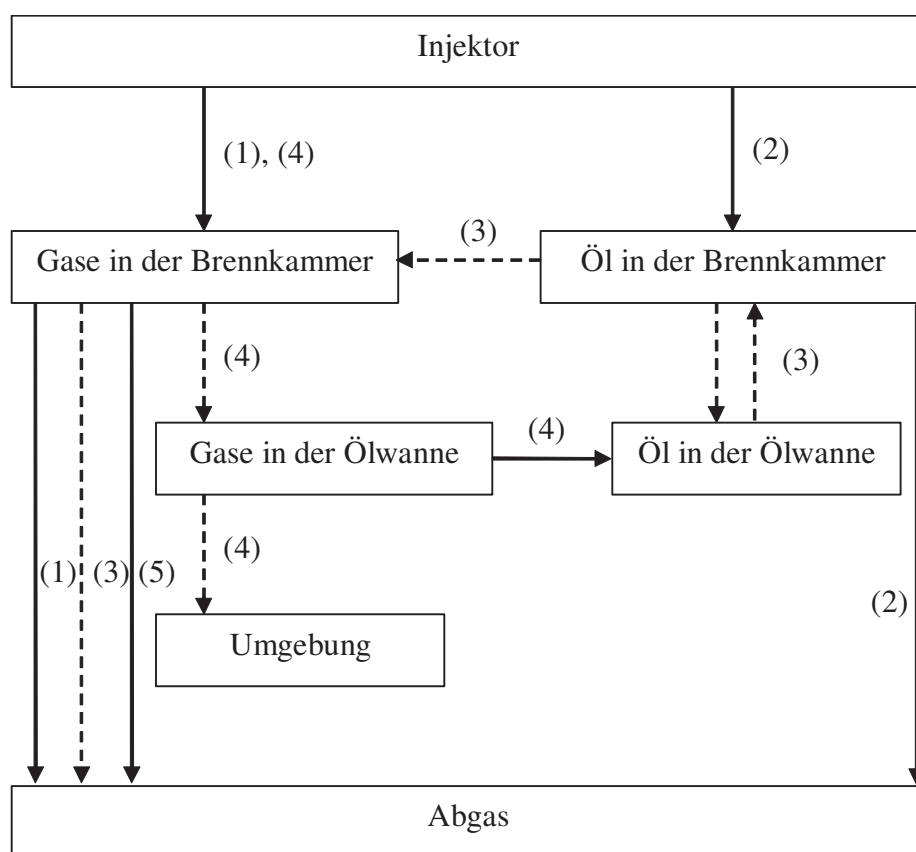 Injektor
(1), (4)
(2)
Gase in der Brennkammer
(3)
Öl in der Brennkammer
(4)
(3)
Gase in der Ölwanne
(4)
Öl in der Ölwanne
(4)
(1)
(3)
(5)
(2)
Umgebung
Abgas